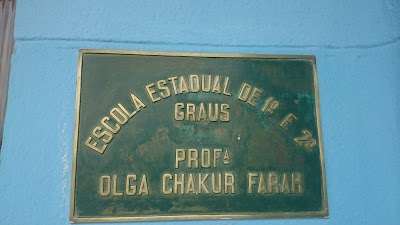 ESCOLA ESTADUAL DE 1º E 2º
GRAUS
PROFª
OLGA CHAKUR FARAH